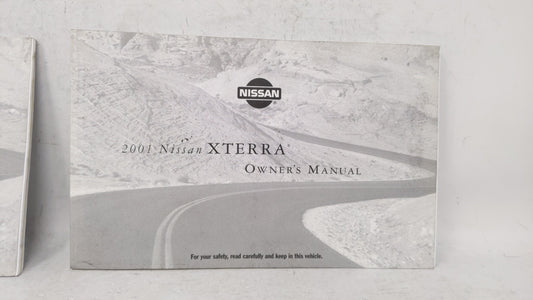 NISSAN
2001 Nissan XTERRA®
OWNER'S MANUAL
For your safety, read carefully and keep in this vehicle.